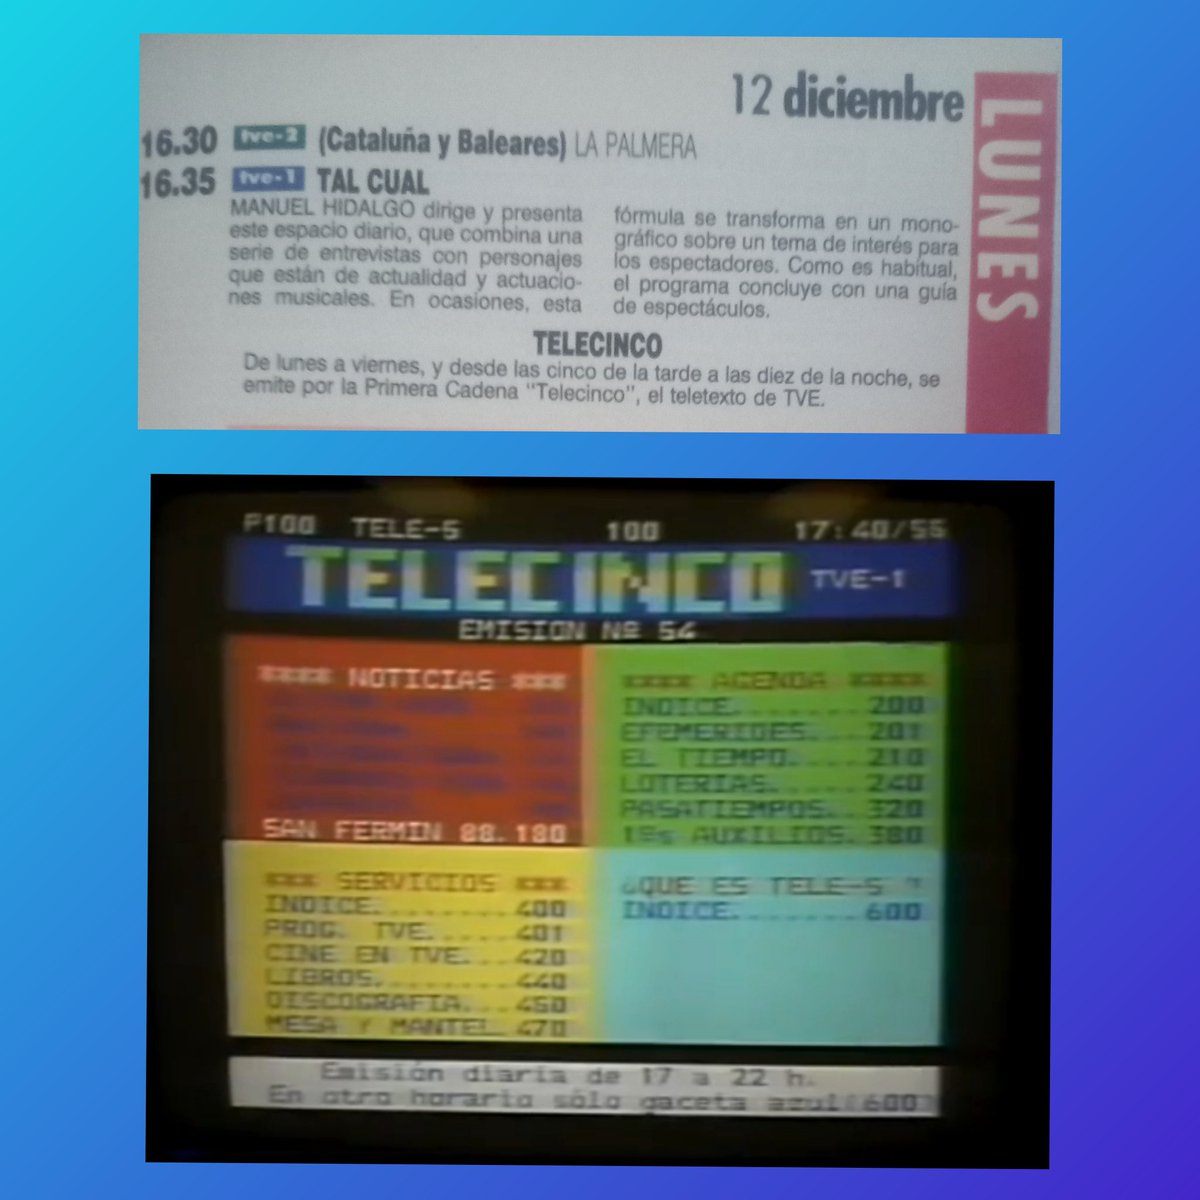 12 diciembre
LUNES
16.30 tve-2 (Cataluña y Baleares) LA PALMERA
16.35 tve-1 TAL CUAL
MANUEL HIDALGO dirige y presenta
este espacio diario, que combina una
serie de entrevistas con personajes
que están de actualidad y actuacio-
nes musicales. En ocasiones, esta
fórmula se transforma en un mono-
gráfico sobre un tema de interés para
los espectadores. Como es habitual,
el programa concluye con una guía
de espectáculos.
TELECINCO
De lunes a viernes, y desde las cinco de la tarde a las diez de la noche, se
emite por la Primera Cadena "Telecinco", el teletexto de TVE.
P100 TELE-5 100 17:40/55
TELECINCO TVE-1
EMISION Nº 54
**** NOTICIAS ***
SAN FERMIN 88.180
**** AGENDA ****
INDICE........200
EFEMERIDES...201
EL TIEMPO....210
LOTERIAS.....240
PASATIEMPOS..320
1ºs AUXILIOS.380
*** SERVICIOS ***
INDICE........400
PROG. TVE.....401
CINE EN TVE...420
LIBROS........440
DISCOGRAFIA...450
MESA Y MANTEL 470
¿QUE ES TELE-5 ?
INDICE........600
Emisión diaria de 17 a 22 h.
En otro horario sólo gaceta azul(600)